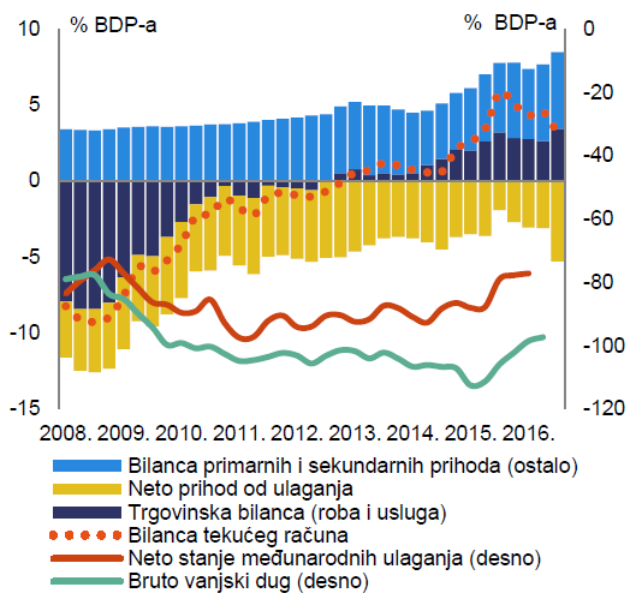 % BDP-a % BDP-a
10 0
5 -20
0 -40
-5 -60
-10 -80
-15 -100
-120
2008. 2009. 2010. 2011. 2012. 2013. 2014. 2015. 2016.
Bilanca primarnih i sekundarnih prihoda (ostalo)
Neto prihod od ulaganja
Trgovinska bilanca (roba i usluga)
Bilanca tekućeg računa
Neto stanje međunarodnih ulaganja (desno)
Bruto vanjski dug (desno)